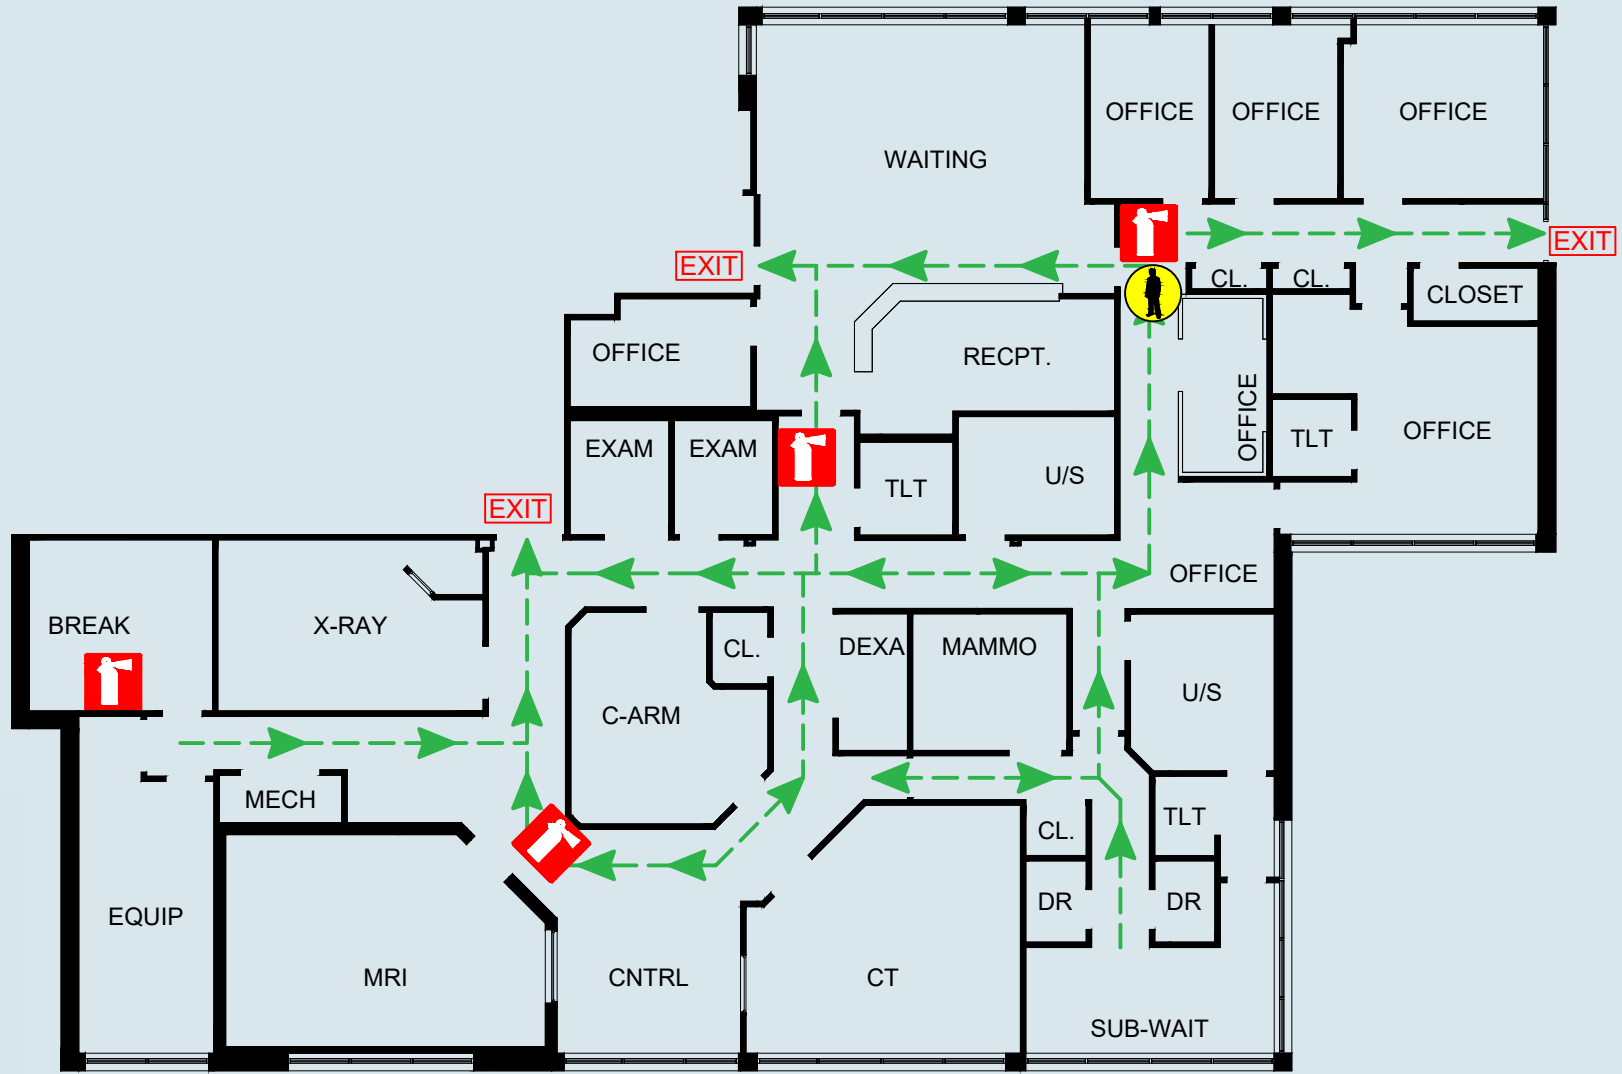 OFFICE
OFFICE
OFFICE
WAITING
EXIT
EXIT
CL.
CL.
CLOSET
OFFICE
RECPT.
OFFICE
OFFICE
EXAM
EXAM
TLT
U/S
TLT
EXIT
OFFICE
BREAK
X-RAY
CL.
DEXA
MAMMO
C-ARM
U/S
MECH
CL.
TLT
EQUIP
DR
DR
MRI
CNTRL
CT
SUB-WAIT